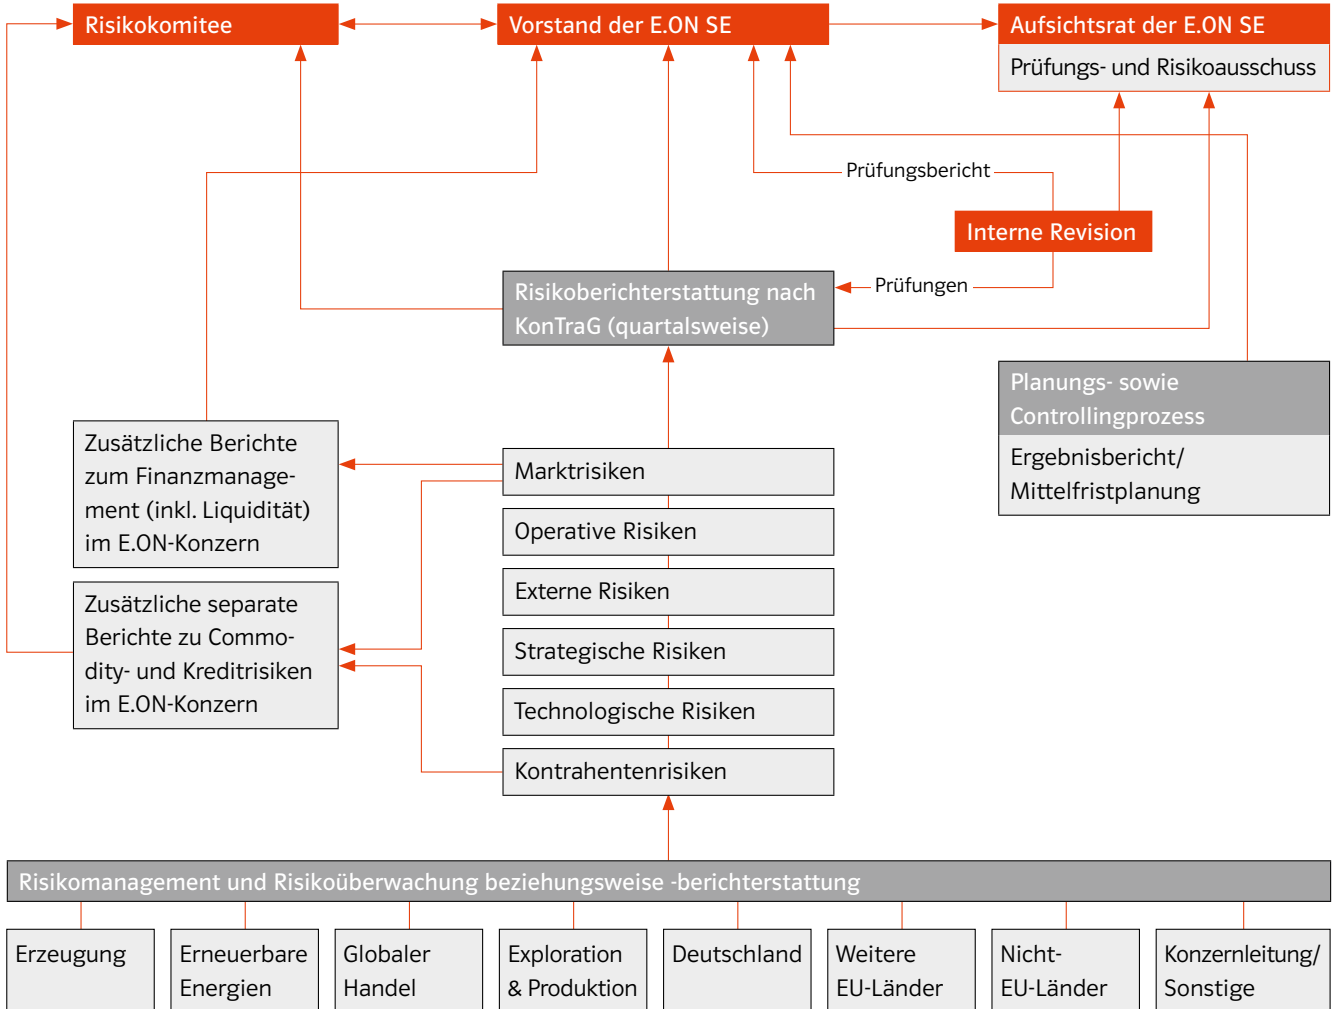 Risikokomitee
Vorstand der E.ON SE
Aufsichtsrat der E.ON SE
Prüfungs- und Risikoausschuss
Prüfungsbericht
Interne Revision
Prüfungen
Risikoberichterstattung nach
KonTraG (quartalsweise)
Planungs- sowie
Controllingprozess
Ergebnisbericht/
Mittelfristplanung
Zusätzliche Berichte
zum Finanzmanage-
ment (inkl. Liquidität)
im E.ON-Konzern
Zusätzliche separate
Berichte zu Commo-
dity- und Kreditrisiken
im E.ON-Konzern
Marktrisiken
Operative Risiken
Externe Risiken
Strategische Risiken
Technologische Risiken
Kontrahentenrisiken
Risikomanagement und Risikoüberwachung beziehungsweise -berichterstattung
Erzeugung
Erneuerbare
Energien
Globaler
Handel
Exploration
& Produktion
Deutschland
Weitere
EU-Länder
Nicht-
EU-Länder
Konzernleitung/
Sonstige